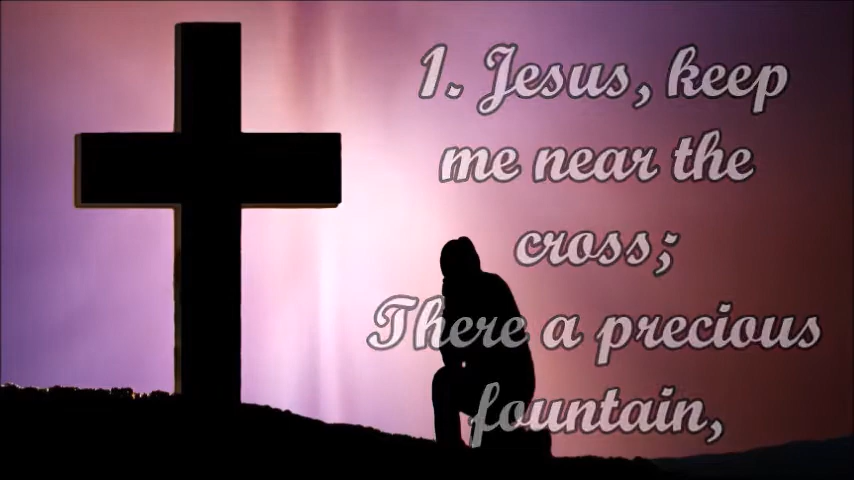 1. Jesus, keep
me near the
cross;
There a precious
fountain,